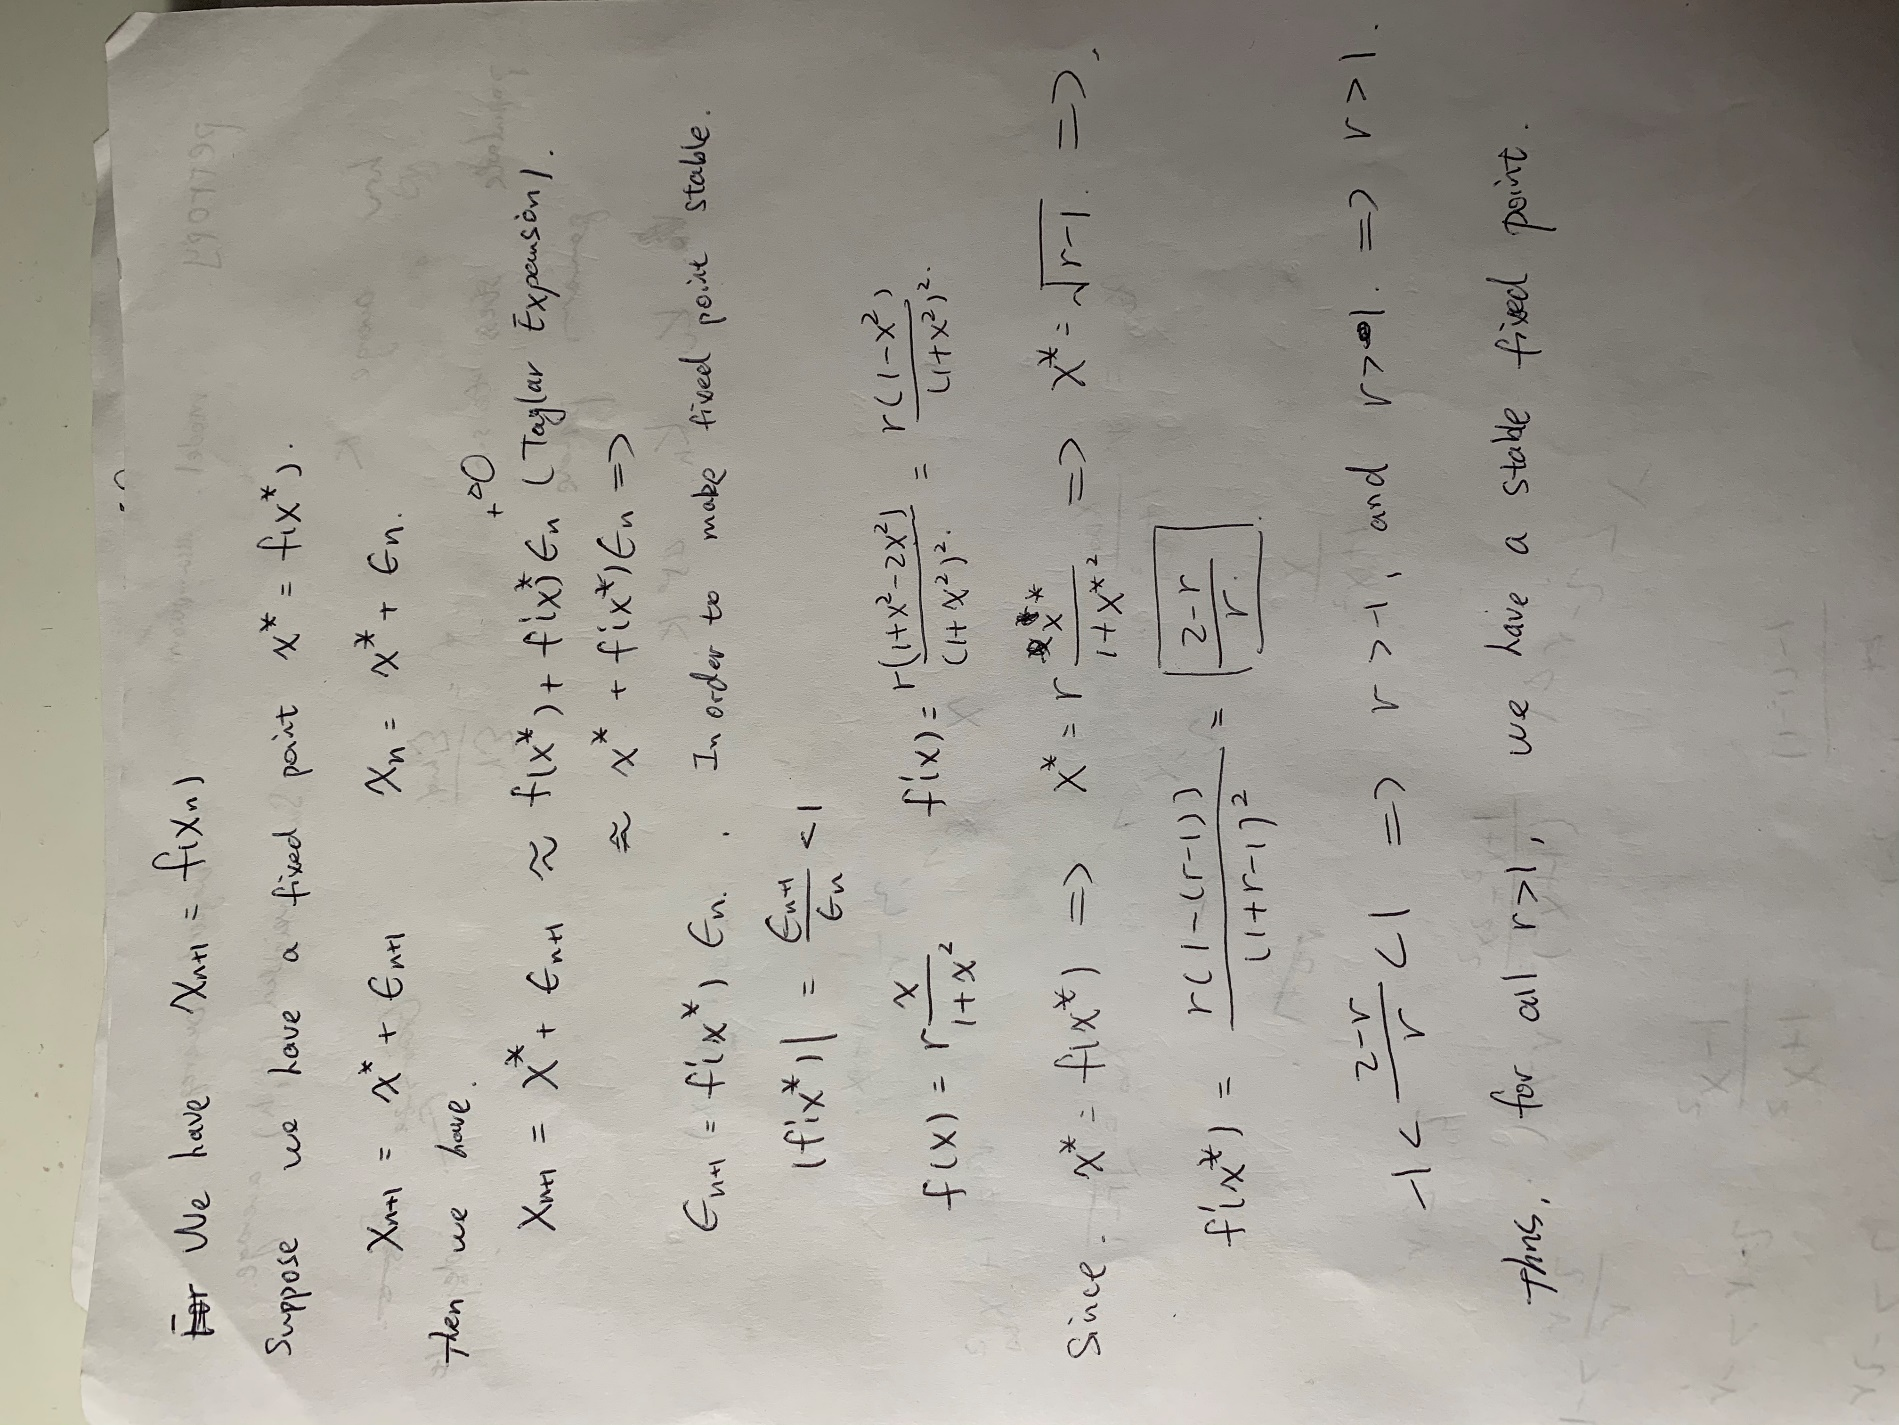 We have x_{n+1} = f(x_n)
Suppose we have a fixed point x* = f(x*).
x_{n+1} = x* + ϵ_{n+1} x_n = x* + ϵ_n.
Then we have.
x_{n+1} = x* + ϵ_{n+1} ≈ f(x*) + f'(x*)ϵ_n (Taylar Expension).
≈ x* + f'(x*)ϵ_n =>
ϵ_{n+1} = f'(x*) ϵ_n. . In order to make fixed point stable.
|f'(x*)| = ϵ_{n+1}/ϵ_n < 1
f(x) = r x/(1+x²) f'(x) = r(1+x²-2x²)/(1+x²)². = r(1-x²)/(1+x²)².
Since. x* = f(x*) => x* = r x*/(1+x*²) => x* = √(r-1). =>
f'(x*) = r(1-(r-1))/(1+r-1)² = (2-r)/r.
-1 < (2-r)/r < 1 => r > -1, and r > 1. => r > 1.
Thus, for all r>1, we have a stable fixed point.